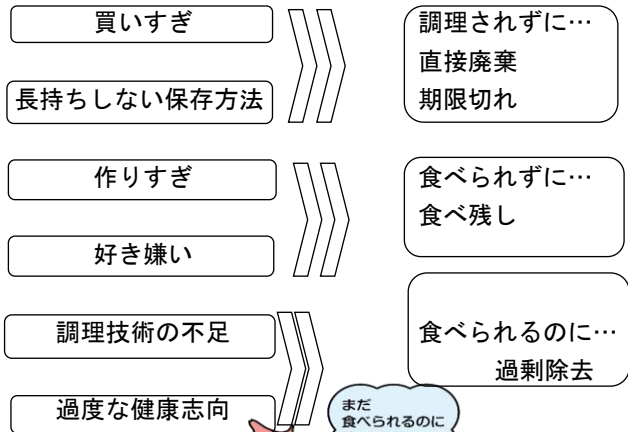 買いすぎ
長持ちしない保存方法
調理されずに…
直接廃棄
期限切れ
作りすぎ
好き嫌い
食べられずに…
食べ残し
調理技術の不足
過度な健康志向
食べられるのに…
過剰除去
まだ
食べられるのに